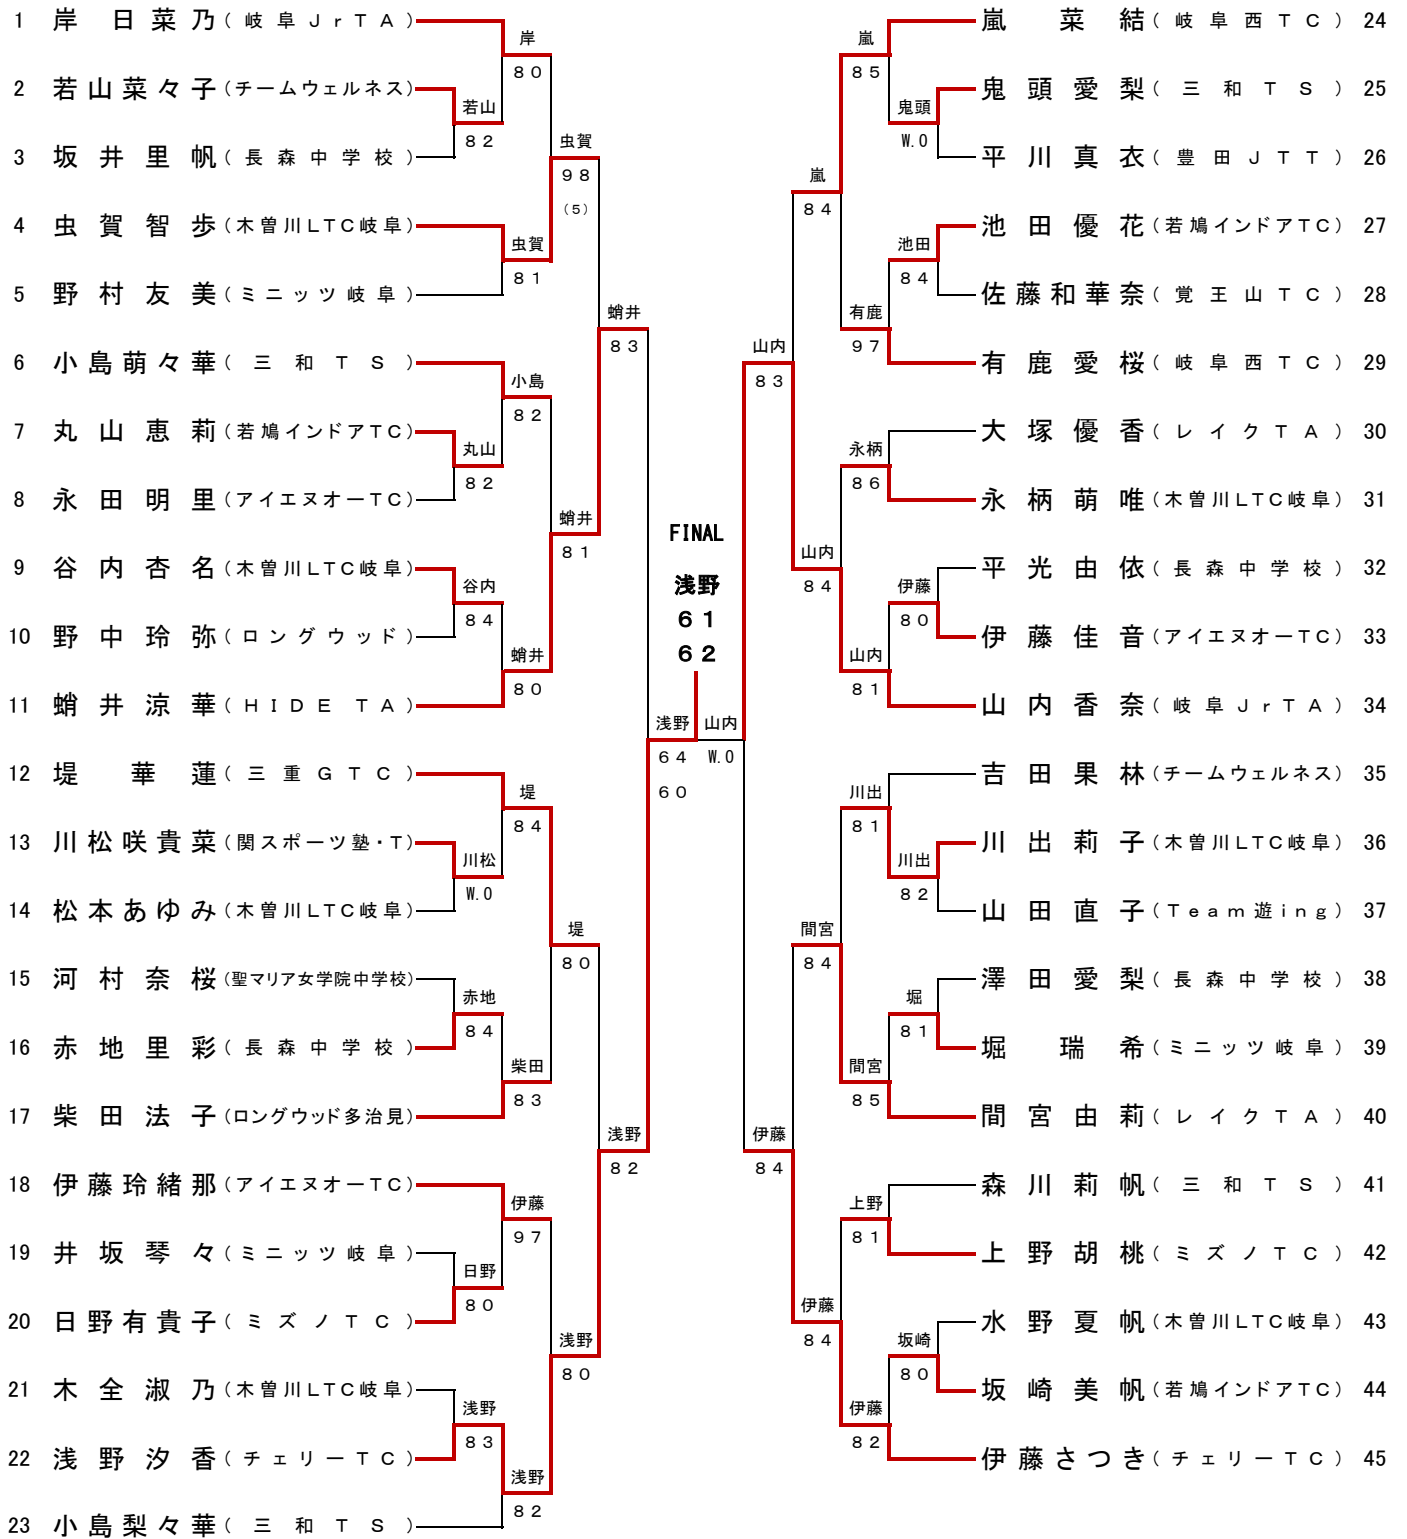 1 岸 日菜乃 (岐阜JrTA)
2 若山菜々子 (チームウェルネス)
3 坂井里帆 (長森中学校)
4 虫賀智歩 (木曽川LTC岐阜)
5 野村友美 (ミニッツ岐阜)
6 小島萌々華 (三和TS)
7 丸山恵莉 (若鳩インドアTC)
8 永田明里 (アイエヌオーTC)
9 谷内杏名 (木曽川LTC岐阜)
10 野中玲弥 (ロングウッド)
11 蛸井涼華 (HIDE TA)
12 堤 華蓮 (三重GTC)
13 川松咲貴菜 (関スポーツ塾・T)
14 松本あゆみ (木曽川LTC岐阜)
15 河村奈桜 (聖マリア女学院中学校)
16 赤地里彩 (長森中学校)
17 柴田法子 (ロングウッド多治見)
18 伊藤玲緒那 (アイエヌオーTC)
19 井坂琴々 (ミニッツ岐阜)
20 日野有貴子 (ミズノTC)
21 木全淑乃 (木曽川LTC岐阜)
22 浅野汐香 (チェリーTC)
23 小島梨々華 (三和TS)
若山
82
谷内
84
丸山
82
川松
W.0
赤地
84
日野
80
浅野
83
岸
80
虫賀
81
小島
82
蛸井
80
堤
84
柴田
83
伊藤
97
浅野
82
虫賀
98
(5)
蛸井
81
堤
80
浅野
80
蛸井
83
浅野
82
浅野
64
60
FINAL
浅野
61
62
山内
W.0
山内
83
伊藤
84
嵐
84
山内
84
間宮
84
伊藤
84
嵐
85
有鹿
97
永柄
86
山内
81
川出
81
間宮
85
上野
81
伊藤
82
鬼頭
W.0
池田
84
伊藤
80
川出
82
堀
81
坂崎
80
嵐 菜結 (岐阜西TC) 24
鬼頭愛梨 (三和TS) 25
平川真衣 (豊田JTT) 26
池田優花 (若鳩インドアTC) 27
佐藤和華奈 (覚王山TC) 28
有鹿愛桜 (岐阜西TC) 29
大塚優香 (レイクTA) 30
永柄萌唯 (木曽川LTC岐阜) 31
平光由依 (長森中学校) 32
伊藤佳音 (アイエヌオーTC) 33
山内香奈 (岐阜JrTA) 34
吉田果林 (チームウェルネス) 35
川出莉子 (木曽川LTC岐阜) 36
山田直子 (Team遊ing) 37
澤田愛梨 (長森中学校) 38
堀 瑞希 (ミニッツ岐阜) 39
間宮由莉 (レイクTA) 40
森川莉帆 (三和TS) 41
上野胡桃 (ミズノTC) 42
水野夏帆 (木曽川LTC岐阜) 43
坂崎美帆 (若鳩インドアTC) 44
伊藤さつき (チェリーTC) 45